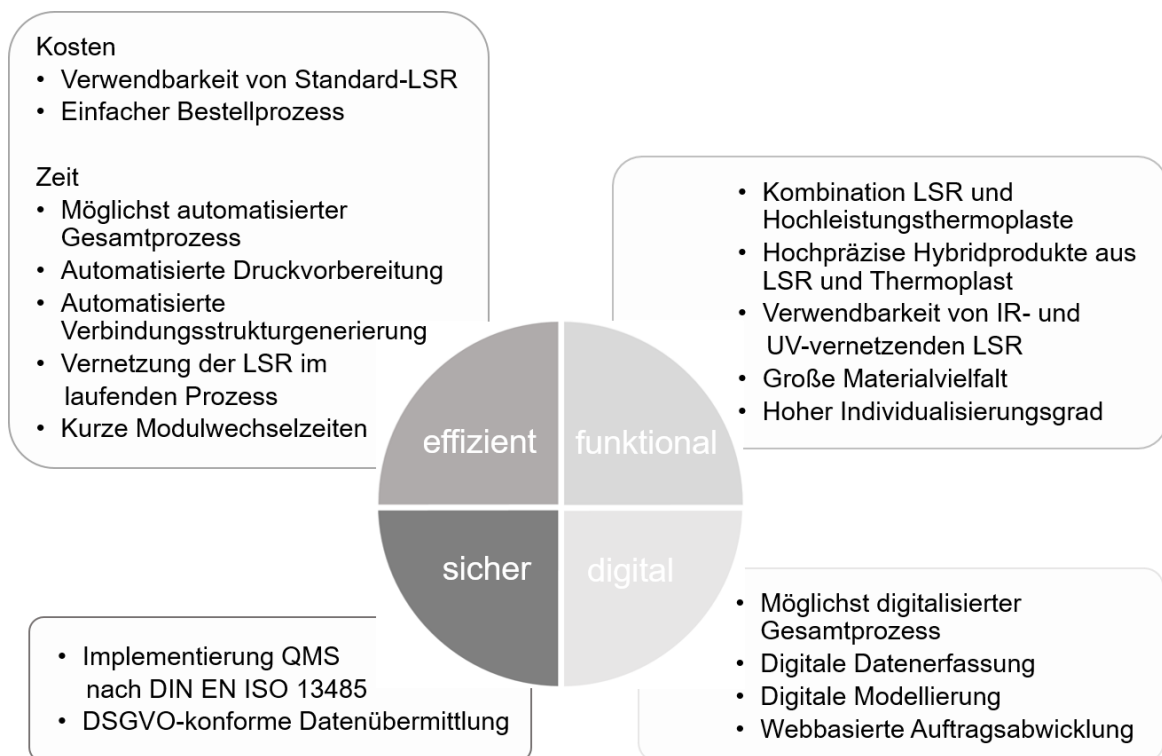 Kosten
• Verwendbarkeit von Standard-LSR
• Einfacher Bestellprozess
Zeit
• Möglichst automatisierter
Gesamtprozess
• Automatisierte Druckvorbereitung
• Automatisierte
Verbindungsstrukturgenerierung
• Vernetzung der LSR im
laufenden Prozess
• Kurze Modulwechselzeiten
• Kombination LSR und
Hochleistungsthermoplaste
• Hochpräzise Hybridprodukte aus
LSR und Thermoplast
• Verwendbarkeit von IR- und
UV-vernetzenden LSR
• Große Materialvielfalt
• Hoher Individualisierungsgrad
effizient
funktional
sicher
digital
• Implementierung QMS
nach DIN EN ISO 13485
• DSGVO-konforme Datenübermittlung
• Möglichst digitalisierter
Gesamtprozess
• Digitale Datenerfassung
• Digitale Modellierung
• Webbasierte Auftragsabwicklung